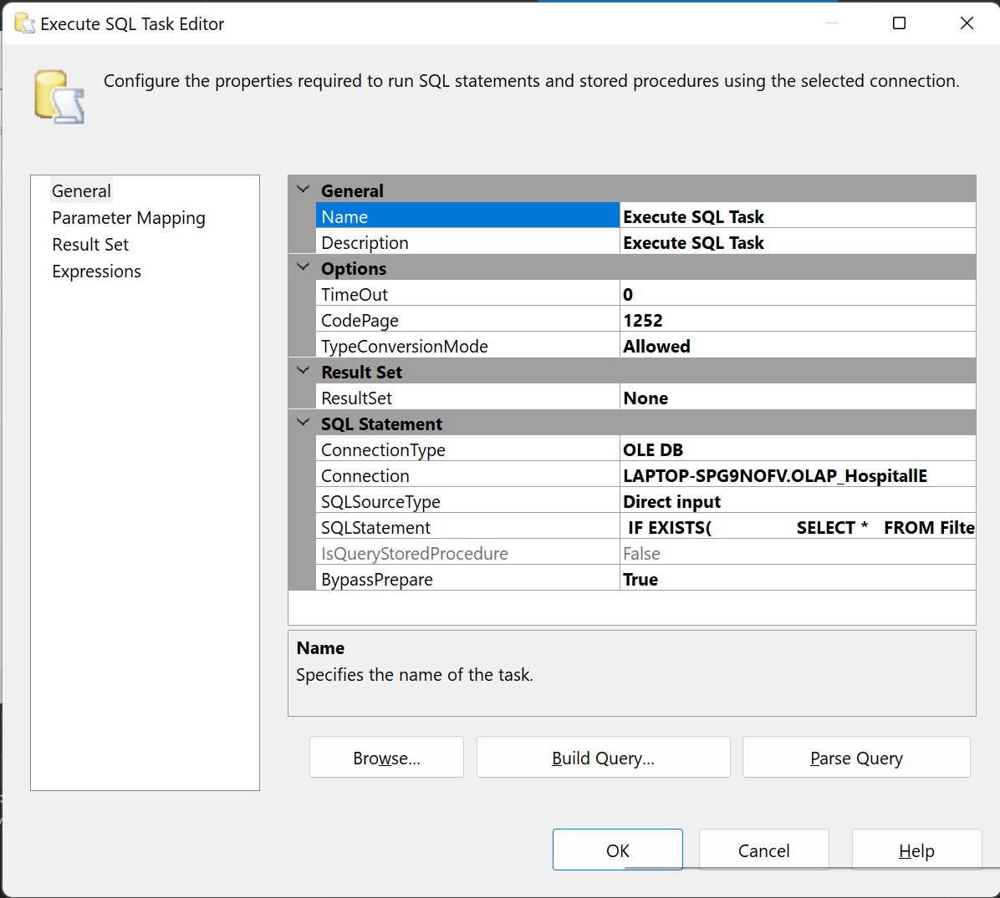 Execute SQL Task Editor
Configure the properties required to run SQL statements and stored procedures using the selected connection.
General
Parameter Mapping
Result Set
Expressions
General
Name Execute SQL Task
Description Execute SQL Task
Options
TimeOut 0
CodePage 1252
TypeConversionMode Allowed
Result Set
ResultSet None
SQL Statement
ConnectionType OLE DB
Connection LAPTOP-SPG9NOFV.OLAP_HospitallE
SQLSourceType Direct input
SQLStatement IF EXISTS( SELECT * FROM Filte
IsQueryStoredProcedure False
BypassPrepare True
Name
Specifies the name of the task.
Browse... Build Query... Parse Query
OK Cancel Help